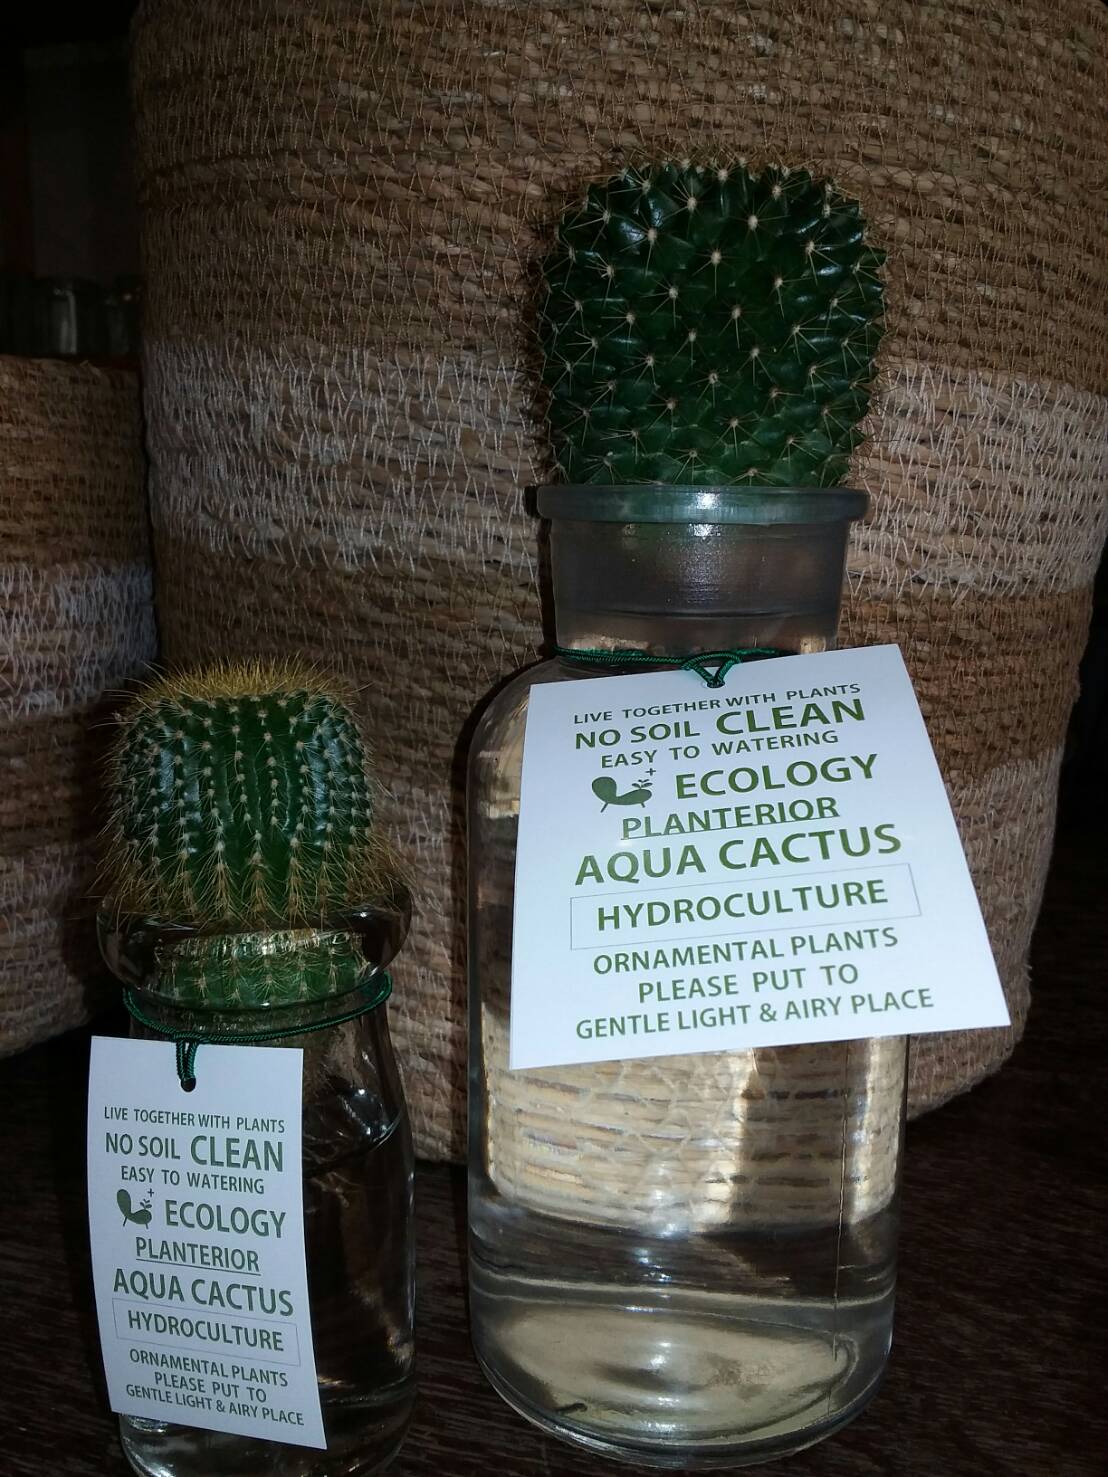 LIVE TOGETHER WITH PLANTS
NO SOIL CLEAN
EASY TO WATERING
ECOLOGY
PLANTERIOR
AQUA CACTUS
HYDROCULTURE
ORNAMENTAL PLANTS
PLEASE PUT TO
GENTLE LIGHT & AIRY PLACE
LIVE TOGETHER WITH PLANTS
NO SOIL CLEAN
EASY TO WATERING
ECOLOGY
PLANTERIOR
AQUA CACTUS
HYDROCULTURE
ORNAMENTAL PLANTS
PLEASE PUT TO
GENTLE LIGHT & AIRY PLACE